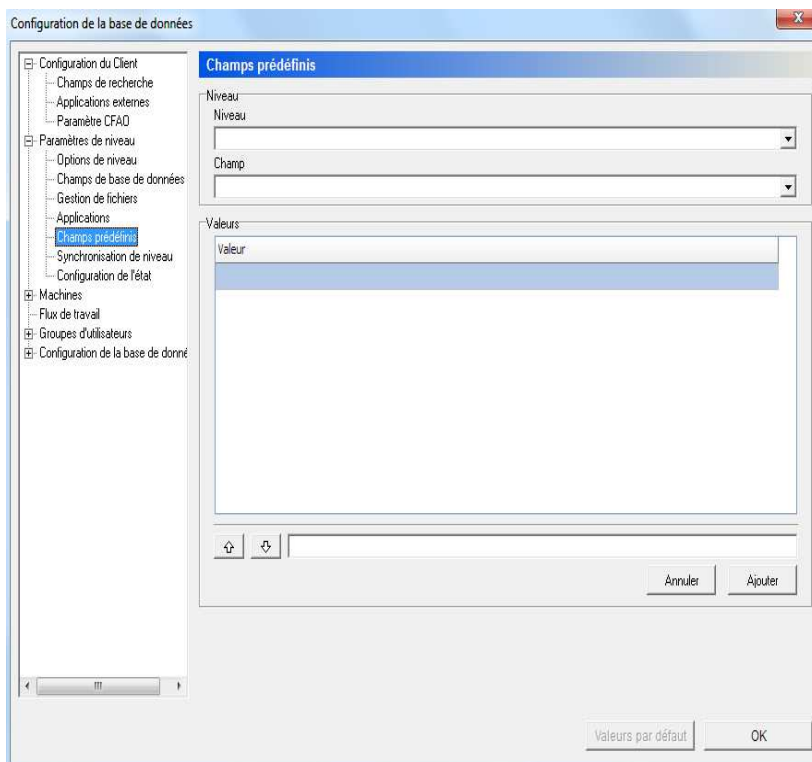 Configuration de la base de données
Configuration du Client
Champs de recherche
Applications externes
Paramètre CFAO
Paramètres de niveau
Options de niveau
Champs de base de données
Gestion de fichiers
Applications
Champs prédéfinis
Synchronisation de niveau
Configuration de l'état
Machines
Flux de travail
Groupes d'utilisateurs
Configuration de la base de donné
Champs prédéfinis
Niveau
Niveau
Champ
Valeurs
Valeur
Annuler
Ajouter
Valeurs par défaut
OK